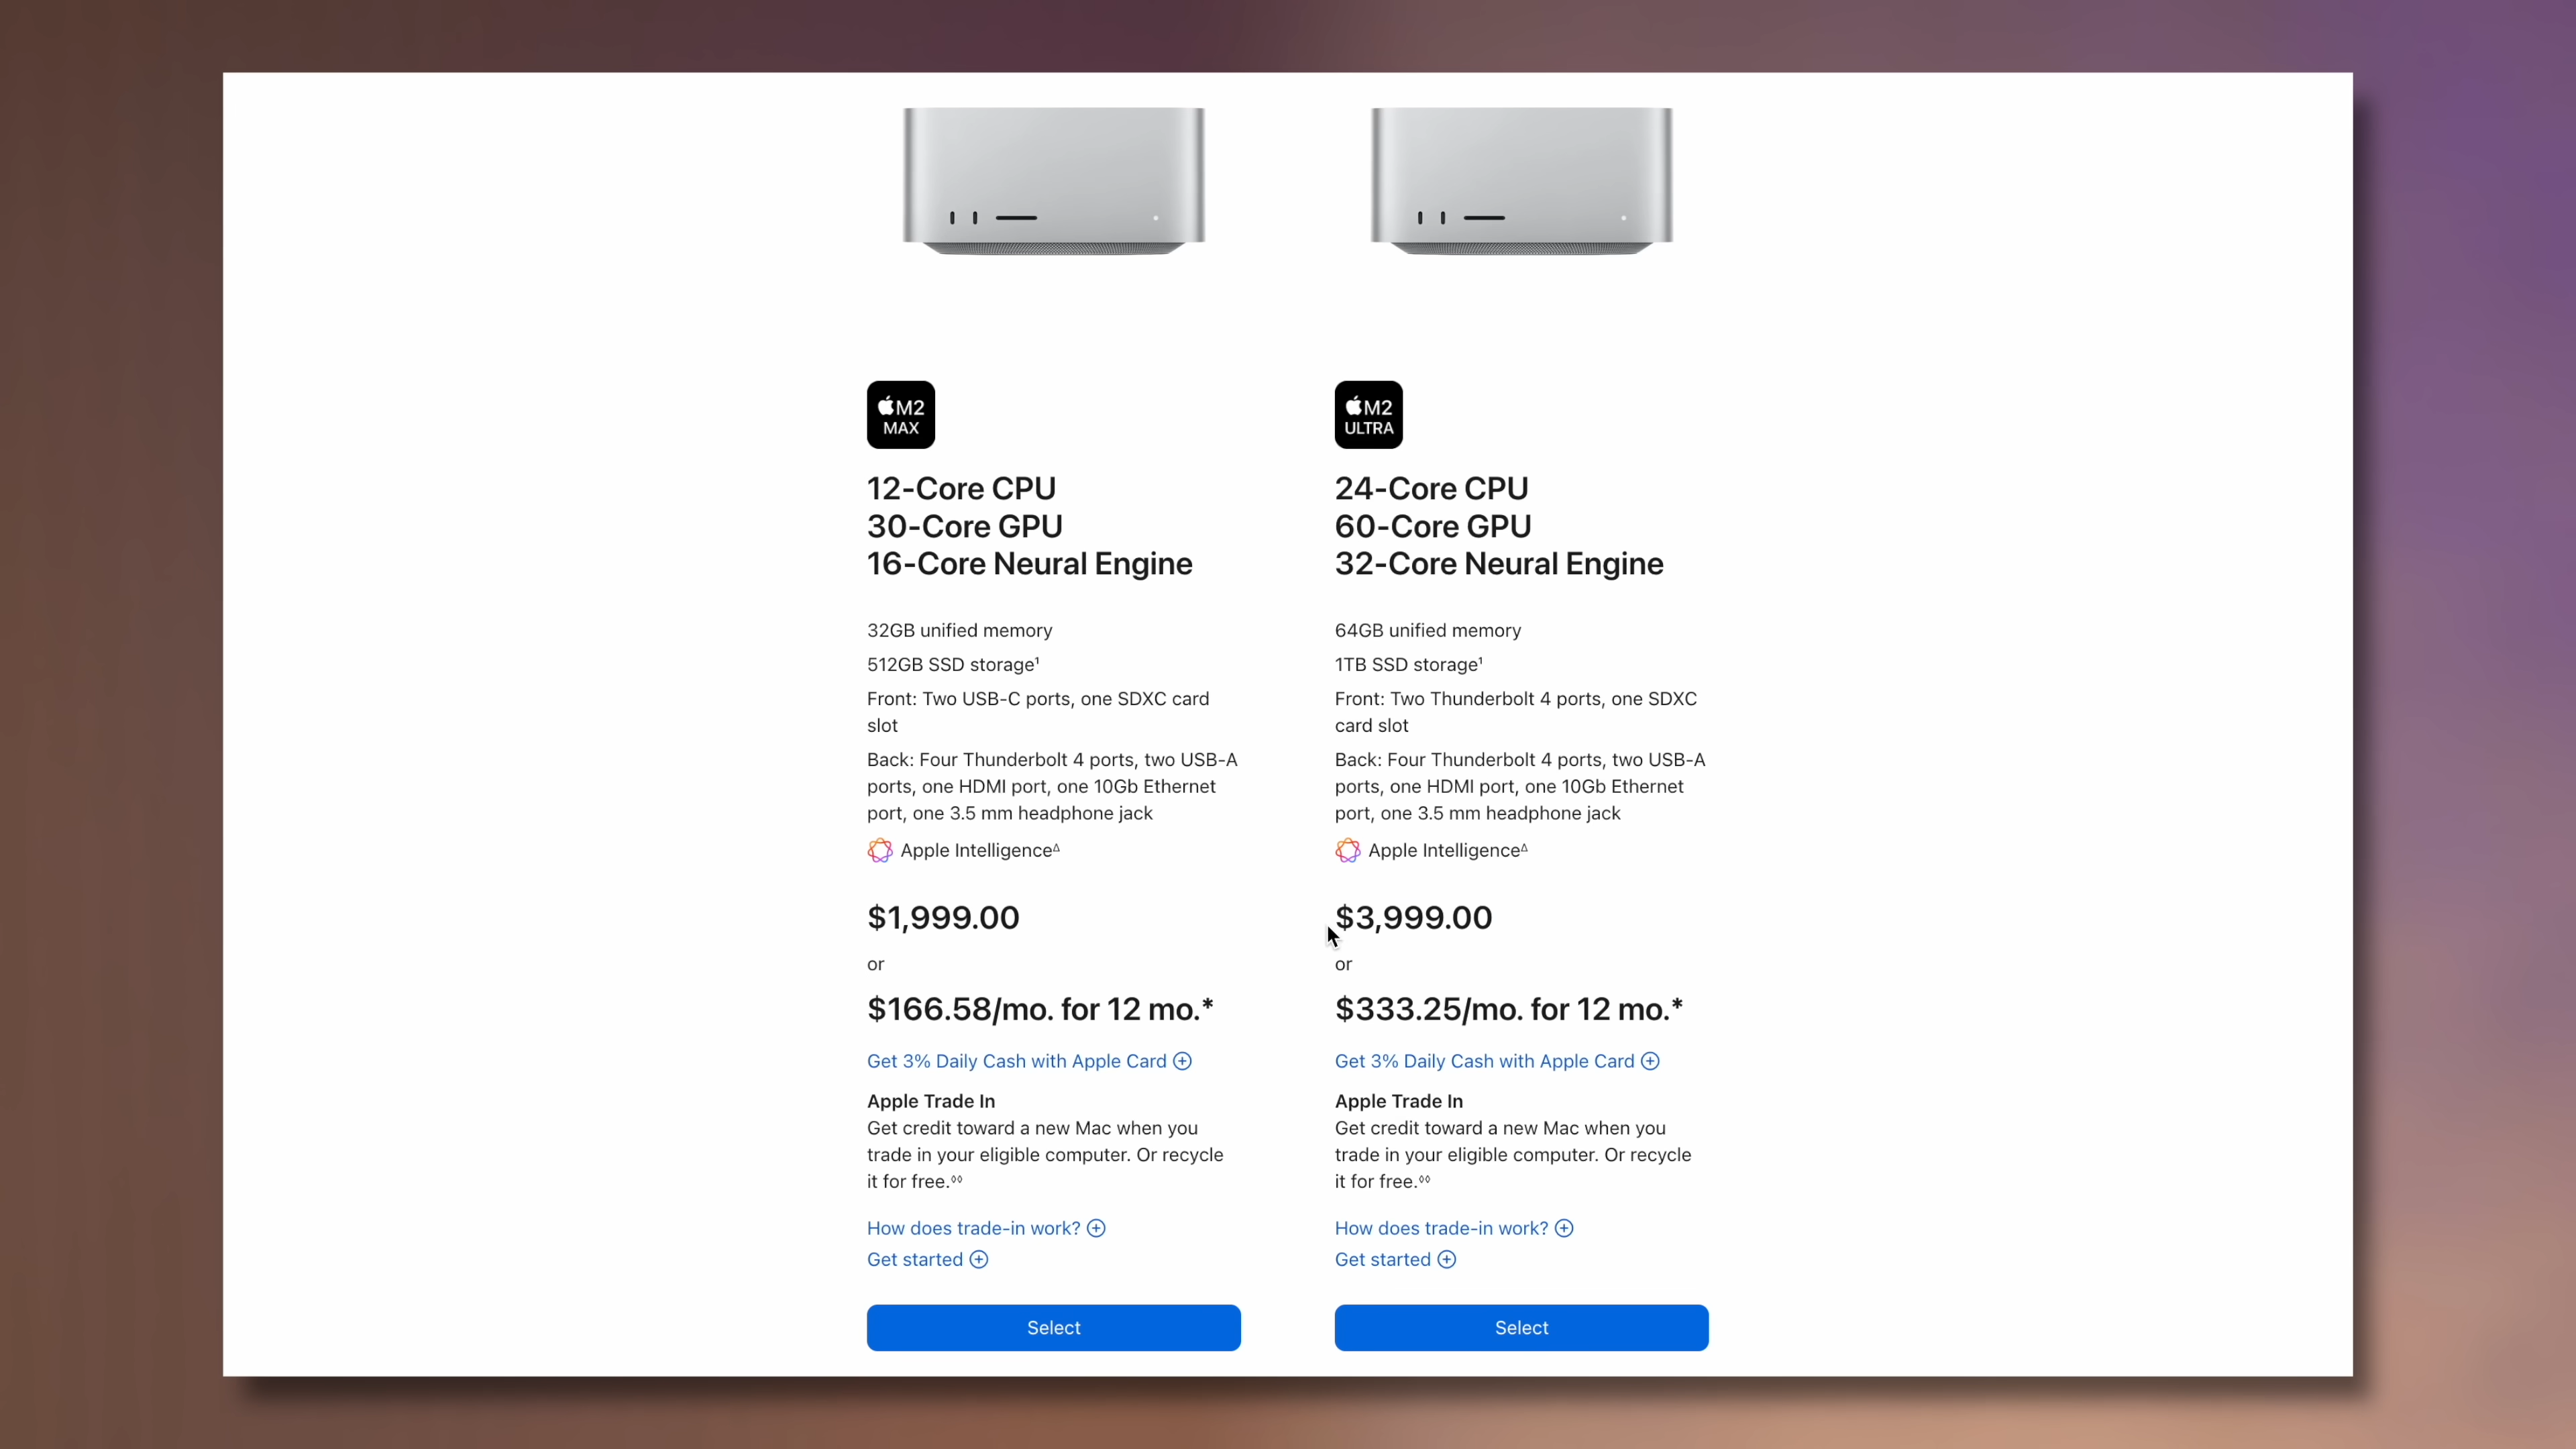 M2
MAX
12-Core CPU
30-Core GPU
16-Core Neural Engine
32GB unified memory
512GB SSD storage¹
Front: Two USB-C ports, one SDXC card
slot
Back: Four Thunderbolt 4 ports, two USB-A
ports, one HDMI port, one 10Gb Ethernet
port, one 3.5 mm headphone jack
Apple Intelligence∆
$1,999.00
or
$166.58/mo. for 12 mo.*
Get 3% Daily Cash with Apple Card
Apple Trade In
Get credit toward a new Mac when you
trade in your eligible computer. Or recycle
it for free.◊◊
How does trade-in work?
Get started
Select
M2
ULTRA
24-Core CPU
60-Core GPU
32-Core Neural Engine
64GB unified memory
1TB SSD storage¹
Front: Two Thunderbolt 4 ports, one SDXC
card slot
Back: Four Thunderbolt 4 ports, two USB-A
ports, one HDMI port, one 10Gb Ethernet
port, one 3.5 mm headphone jack
Apple Intelligence∆
$3,999.00
or
$333.25/mo. for 12 mo.*
Get 3% Daily Cash with Apple Card
Apple Trade In
Get credit toward a new Mac when you
trade in your eligible computer. Or recycle
it for free.◊◊
How does trade-in work?
Get started
Select